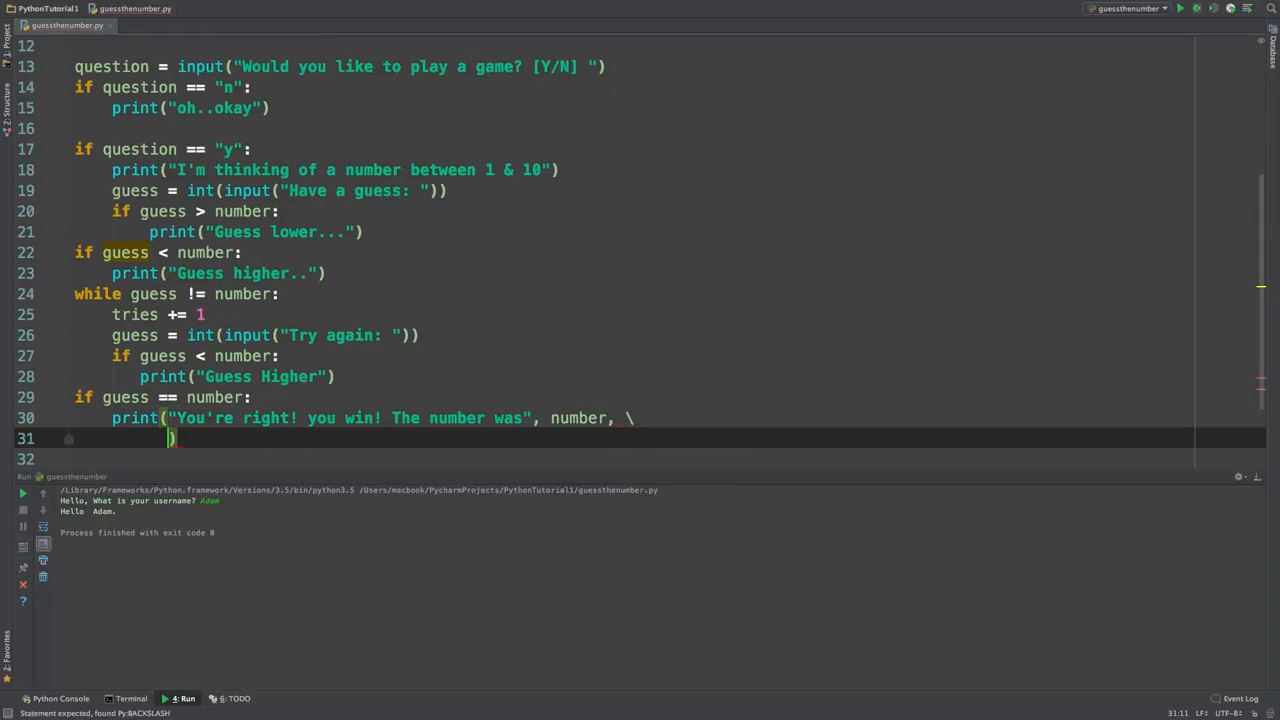 PythonTutorial1 guessthenumber.py guessthenumber
guessthenumber.py
1: Project
Z: Structure
2: Favorites
Database
12
13 question = input("Would you like to play a game? [Y/N] ")
14 if question == "n":
15 print("oh..okay")
16
17 if question == "y":
18 print("I'm thinking of a number between 1 & 10")
19 guess = int(input("Have a guess: "))
20 if guess > number:
21 print("Guess lower...")
22 if guess < number:
23 print("Guess higher..")
24 while guess != number:
25 tries += 1
26 guess = int(input("Try again: "))
27 if guess < number:
28 print("Guess Higher")
29 if guess == number:
30 print("You're right! you win! The number was", number, \
31 )
32
Run guessthenumber
/Library/Frameworks/Python.framework/Versions/3.5/bin/python3.5 /Users/macbook/PycharmProjects/PythonTutorial1/guessthenumber.py
Hello, What is your username? Adam
Hello  Adam.
Process finished with exit code 0
Python Console Terminal 4: Run 6: TODO Event Log
Statement expected, found Py:BACKSLASH 31:11 LF÷ UTF-8÷